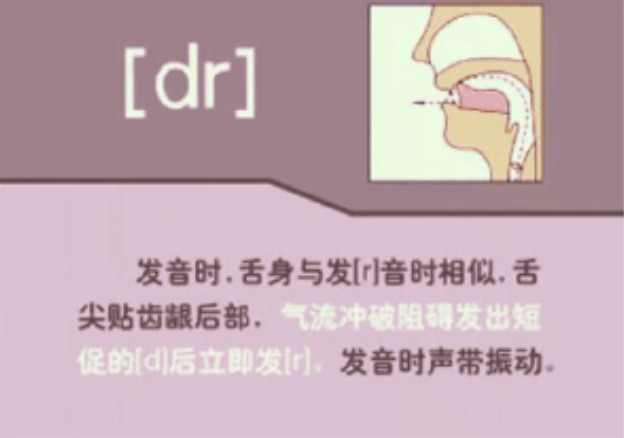 [dr]
发音时,舌身与发[r]音时相似,舌
尖贴齿龈后部, 气流冲破阻碍发出短
促的[d]后立即发[r]。发音时声带振动。